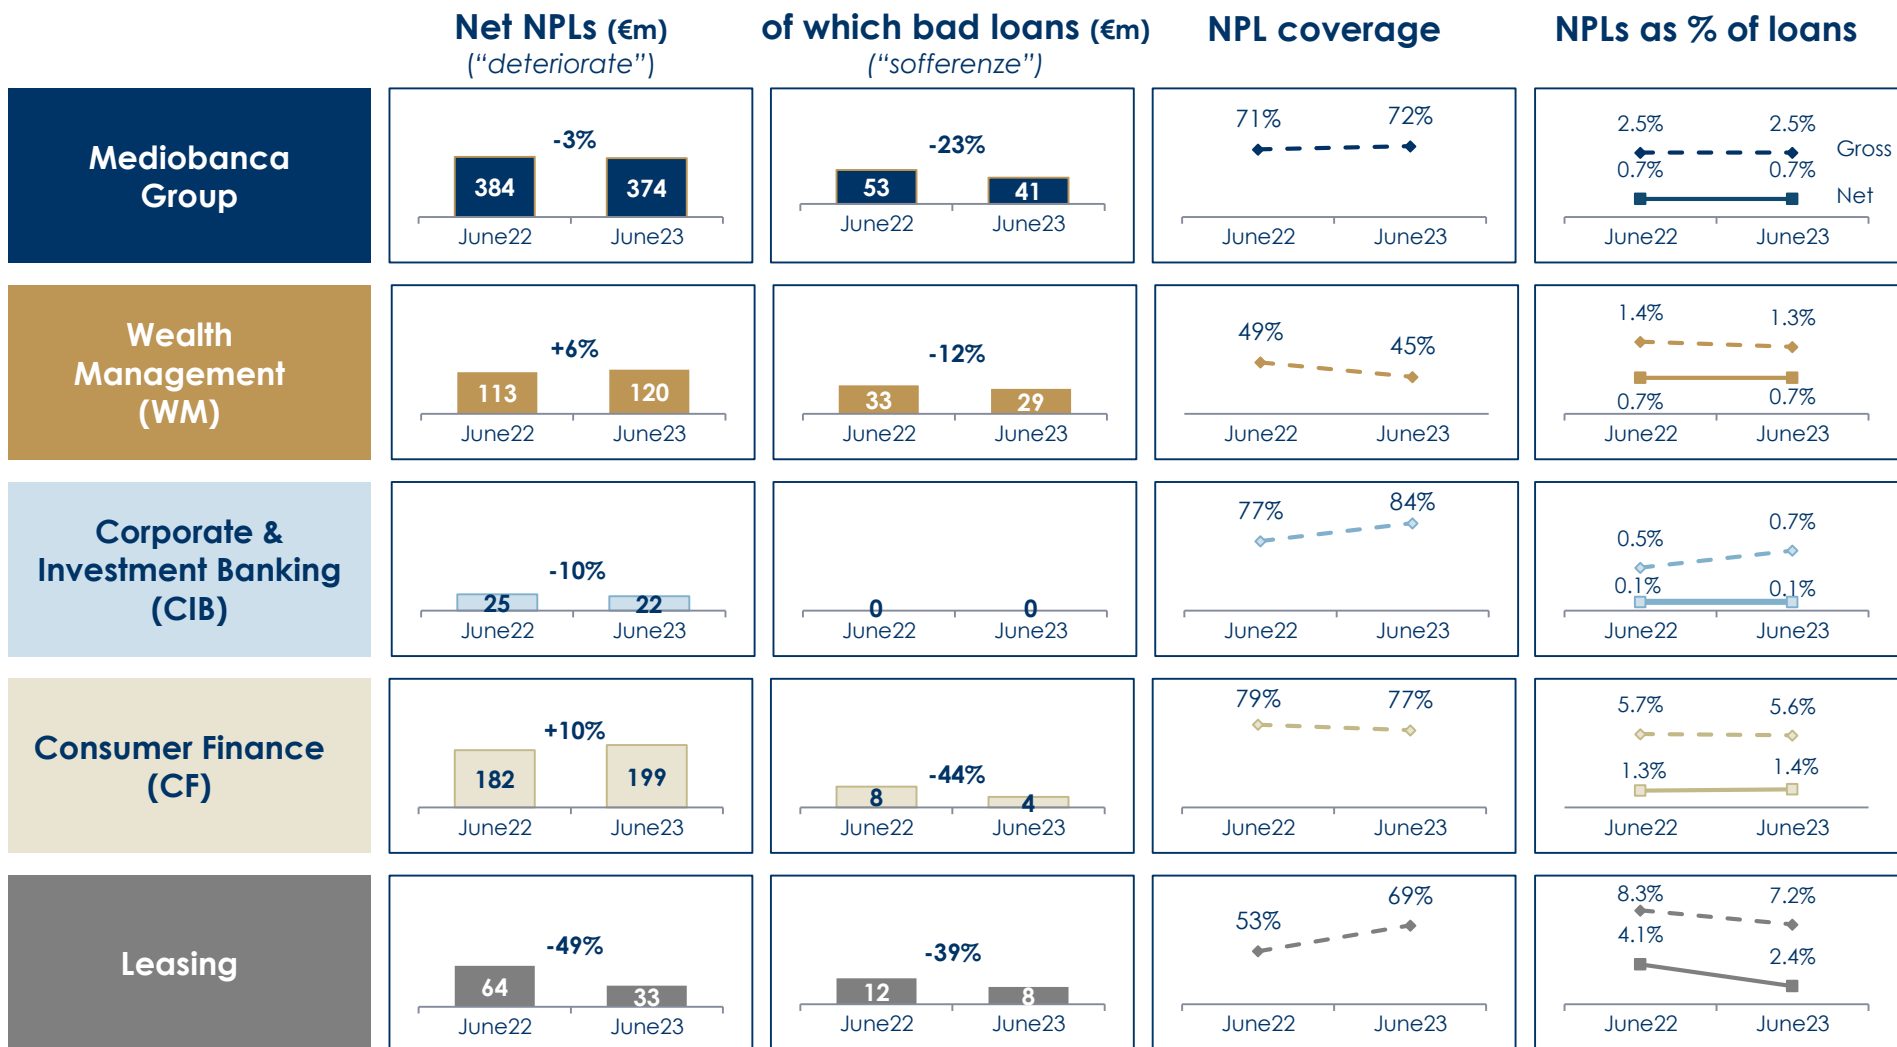 Net NPLs (€m)
(“deteriorate”)
of which bad loans (€m)
(“sofferenze”)
NPL coverage
NPLs as % of loans
Mediobanca
Group
-3%
384
374
June22
June23
-23%
53
41
June22
June23
71%
72%
June22
June23
2.5%
2.5%
Gross
0.7%
0.7%
Net
June22
June23
Wealth
Management
(WM)
+6%
113
120
June22
June23
-12%
33
29
June22
June23
49%
45%
June22
June23
1.4%
1.3%
0.7%
0.7%
June22
June23
Corporate &
Investment Banking
(CIB)
-10%
25
22
June22
June23
0
0
June22
June23
77%
84%
June22
June23
0.5%
0.7%
0.1%
0.1%
June22
June23
Consumer Finance
(CF)
+10%
182
199
June22
June23
-44%
8
4
June22
June23
79%
77%
June22
June23
5.7%
5.6%
1.3%
1.4%
June22
June23
Leasing
-49%
64
33
June22
June23
-39%
12
8
June22
June23
53%
69%
June22
June23
8.3%
7.2%
4.1%
2.4%
June22
June23